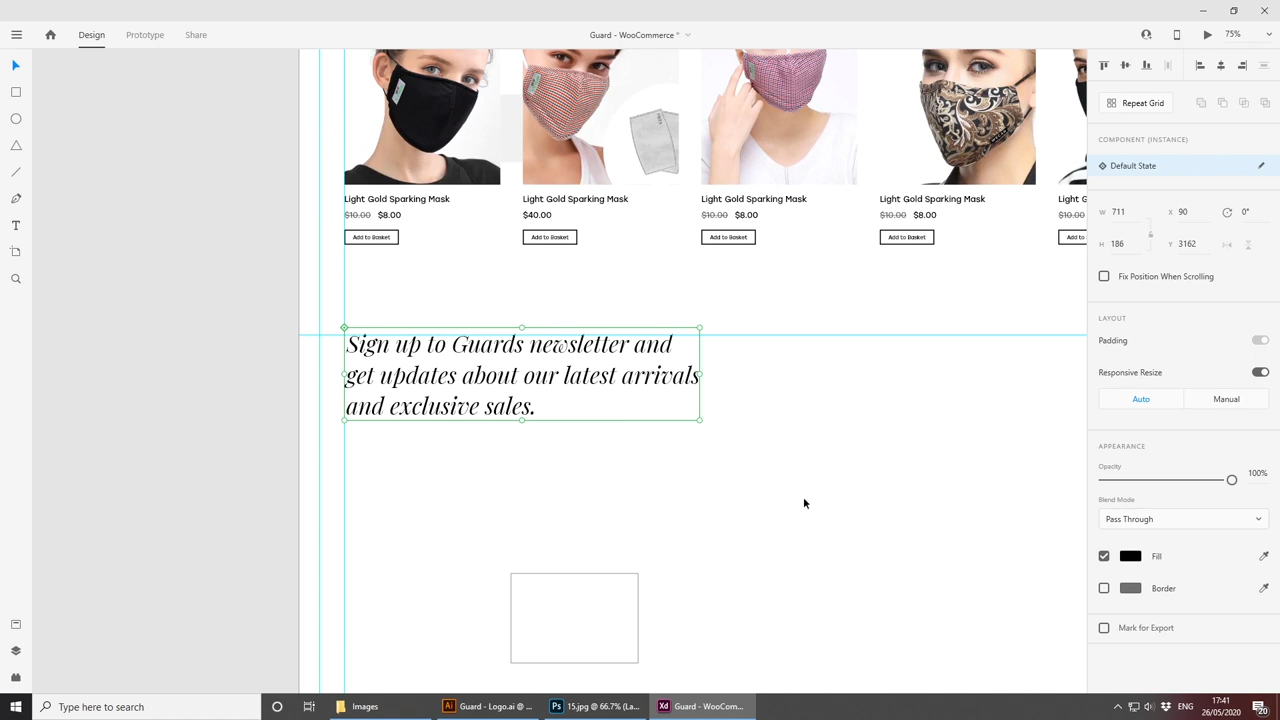 Design
Prototype
Share
Guard - WooCommerce *
75%
Repeat Grid
COMPONENT (INSTANCE)
Default State
W 711
X 90
0°
H 186
Y 3162
Fix Position When Scrolling
LAYOUT
Padding
Responsive Resize
Auto
Manual
APPEARANCE
Opacity
100%
Blend Mode
Pass Through
Fill
Border
Mark for Export
Light Gold Sparking Mask
Light Gold Sparking Mask
Light Gold Sparking Mask
Light Gold Sparking Mask
Light G
$10.00 $8.00
$40.00
$10.00 $8.00
$10.00 $8.00
$10.00
Add to Basket
Add to Basket
Add to Basket
Add to Basket
Add to
Sign up to Guards newsletter and
get updates about our latest arrivals
and exclusive sales.
Type here to search
Images
Guard - Logo.ai @ ...
15.jpg @ 66.7% (La...
Guard - WooCom...
ENG
17:41
26/05/2020
20